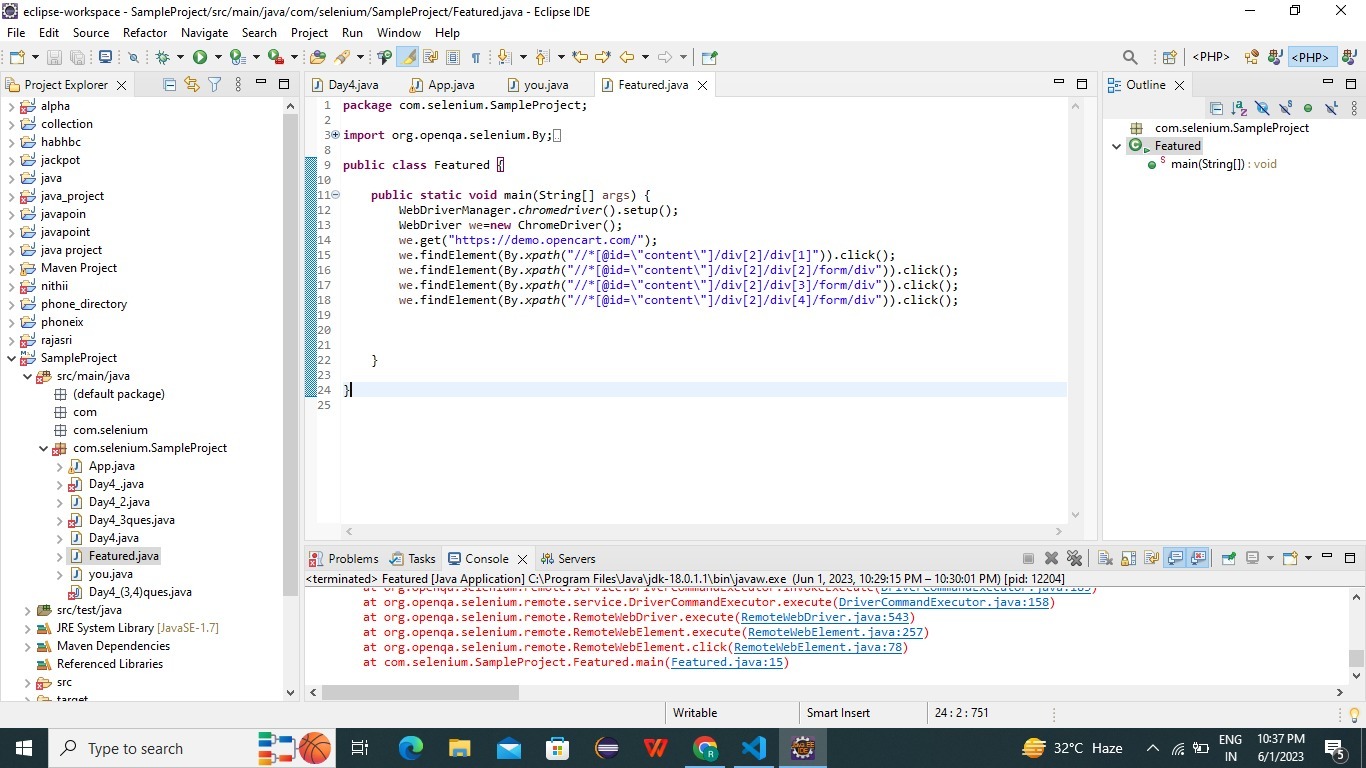 eclipse-workspace - SampleProject/src/main/java/com/selenium/SampleProject/Featured.java - Eclipse IDE
File Edit Source Refactor Navigate Search Project Run Window Help
<PHP> <PHP>
Project Explorer
alpha
collection
habhbc
jackpot
java
java_project
javapoin
javapoint
java project
Maven Project
nithii
phone_directory
phoneix
rajasri
SampleProject
src/main/java
(default package)
com
com.selenium
com.selenium.SampleProject
App.java
Day4_.java
Day4_2.java
Day4_3ques.java
Day4.java
Featured.java
you.java
Day4_(3,4)ques.java
src/test/java
JRE System Library [JavaSE-1.7]
Maven Dependencies
Referenced Libraries
src
target
Day4.java App.java you.java Featured.java
1 package com.selenium.SampleProject;
2
3 import org.openqa.selenium.By;
8
9 public class Featured {
10
11 public static void main(String[] args) {
12 WebDriverManager.chromedriver().setup();
13 WebDriver we=new ChromeDriver();
14 we.get("https://demo.opencart.com/");
15 we.findElement(By.xpath("//*[@id=\"content\"]/div[2]/div[1]")).click();
16 we.findElement(By.xpath("//*[@id=\"content\"]/div[2]/div[2]/form/div")).click();
17 we.findElement(By.xpath("//*[@id=\"content\"]/div[2]/div[3]/form/div")).click();
18 we.findElement(By.xpath("//*[@id=\"content\"]/div[2]/div[4]/form/div")).click();
19
20
21
22 }
23
24 }
25
Outline
com.selenium.SampleProject
Featured
main(String[]) : void
Problems Tasks Console Servers
<terminated> Featured [Java Application] C:\Program Files\Java\jdk-18.0.1.1\bin\javaw.exe (Jun 1, 2023, 10:29:15 PM – 10:30:01 PM) [pid: 12204]
at org.openqa.selenium.remote.service.DriverCommandExecutor.invokeExecute(DriverCommandExecutor.java:183)
at org.openqa.selenium.remote.service.DriverCommandExecutor.execute(DriverCommandExecutor.java:158)
at org.openqa.selenium.remote.RemoteWebDriver.execute(RemoteWebDriver.java:543)
at org.openqa.selenium.remote.RemoteWebElement.execute(RemoteWebElement.java:257)
at org.openqa.selenium.remote.RemoteWebElement.click(RemoteWebElement.java:78)
at com.selenium.SampleProject.Featured.main(Featured.java:15)
Writable Smart Insert 24 : 2 : 751
Type to search
32°C Haze
ENG
IN
10:37 PM
6/1/2023
5